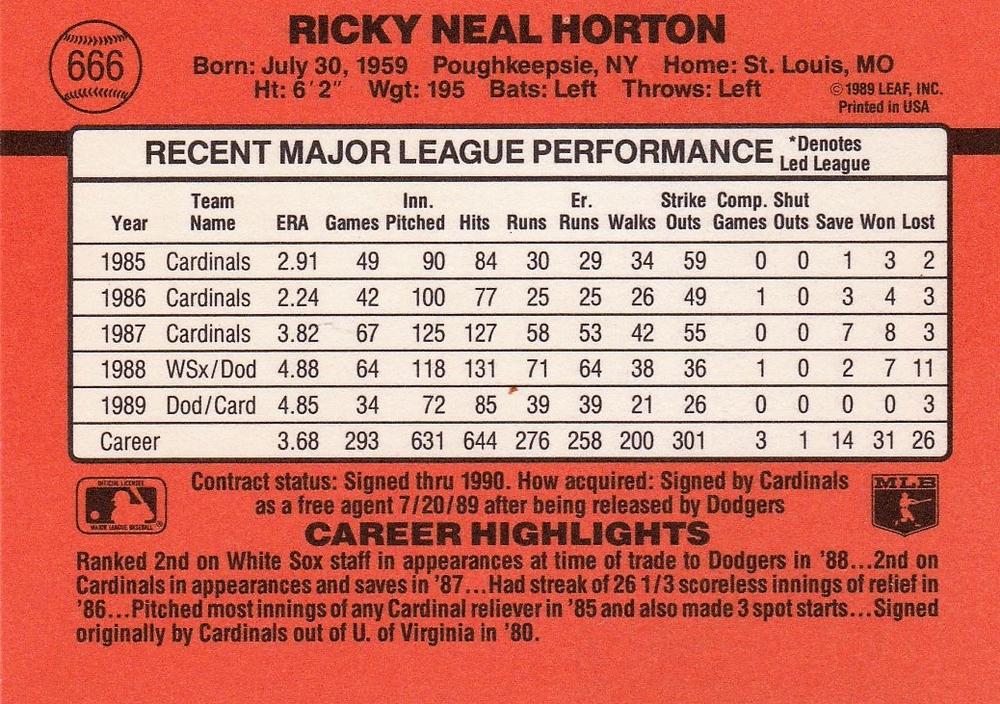 RICKY NEAL HORTON
666
Born: July 30, 1959 Poughkeepsie, NY Home: St. Louis, MO
Ht: 6'2" Wgt: 195 Bats: Left Throws: Left
©1989 LEAF, INC.
Printed in USA
RECENT MAJOR LEAGUE PERFORMANCE *Denotes Led League
Year Team Name ERA Games Inn. Pitched Hits Runs Er. Runs Walks Strike Outs Comp. Games Shut Outs Save Won Lost
1985 Cardinals 2.91 49 90 84 30 29 34 59 0 0 1 3 2
1986 Cardinals 2.24 42 100 77 25 25 26 49 1 0 3 4 3
1987 Cardinals 3.82 67 125 127 58 53 42 55 0 0 7 8 3
1988 WSx/Dod 4.88 64 118 131 71 64 38 36 1 0 2 7 11
1989 Dod/Card 4.85 34 72 85 39 39 21 26 0 0 0 0 3
Career 3.68 293 631 644 276 258 200 301 3 1 14 31 26
Contract status: Signed thru 1990. How acquired: Signed by Cardinals
as a free agent 7/20/89 after being released by Dodgers
OFFICIAL LICENSEE
MAJOR LEAGUE BASEBALL®
MLB
CAREER HIGHLIGHTS
Ranked 2nd on White Sox staff in appearances at time of trade to Dodgers in '88...2nd on
Cardinals in appearances and saves in '87...Had streak of 26 1/3 scoreless innings of relief in
'86...Pitched most innings of any Cardinal reliever in '85 and also made 3 spot starts...Signed
originally by Cardinals out of U. of Virginia in '80.